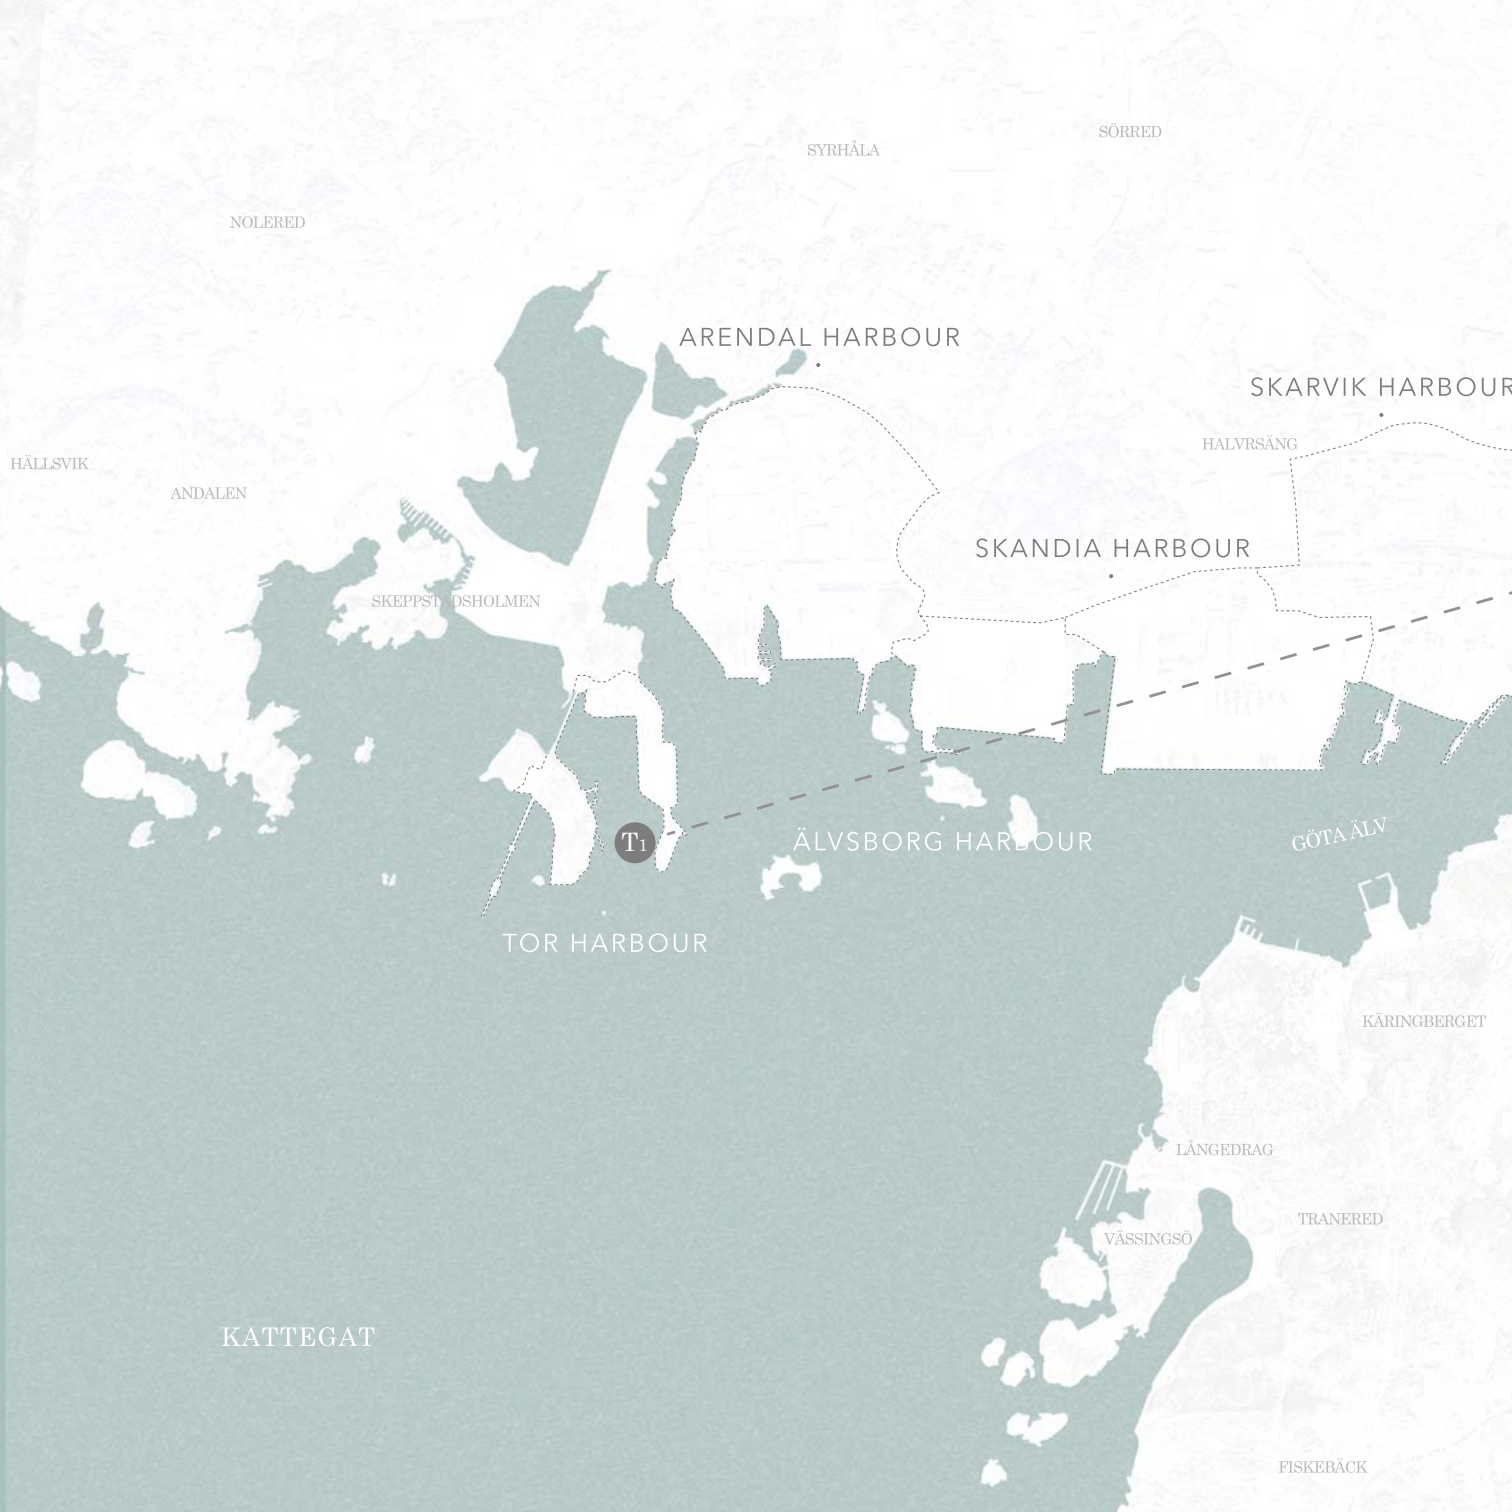 SÖRRED
SYRHÅLA
NOLERED
ARENDAL HARBOUR
SKARVIK HARBOUR
HALVRSÄNG
HÄLLSVIK
ANDALEN
SKANDIA HARBOUR
SKEPPSTADSHOLMEN
GÖTA ÄLV
T1
ÄLVSBORG HARBOUR
TOR HARBOUR
KÄRINGBERGET
LÅNGEDRAG
TRANERED
VÄSSINGSÖ
KATTEGAT
FISKEBÄCK